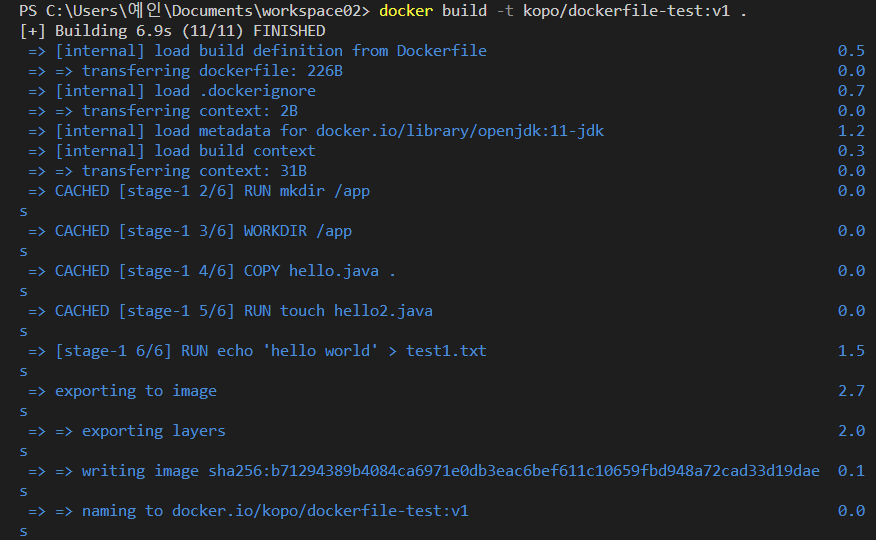 PS C:\Users\예인\Documents\workspace02> docker build -t kopo/dockerfile-test:v1 .
[+] Building 6.9s (11/11) FINISHED
=> [internal] load build definition from Dockerfile 0.5
=> => transferring dockerfile: 226B 0.0
=> [internal] load .dockerignore 0.7
=> => transferring context: 2B 0.0
=> [internal] load metadata for docker.io/library/openjdk:11-jdk 1.2
=> [internal] load build context 0.3
=> => transferring context: 31B 0.0
=> CACHED [stage-1 2/6] RUN mkdir /app 0.0
s
=> CACHED [stage-1 3/6] WORKDIR /app 0.0
s
=> CACHED [stage-1 4/6] COPY hello.java . 0.0
s
=> CACHED [stage-1 5/6] RUN touch hello2.java 0.0
s
=> [stage-1 6/6] RUN echo 'hello world' > test1.txt 1.5
s
=> exporting to image 2.7
s
=> => exporting layers 2.0
s
=> => writing image sha256:b71294389b4084ca6971e0db3eac6bef611c10659fbd948a72cad33d19dae 0.1
s
=> => naming to docker.io/kopo/dockerfile-test:v1 0.0
s